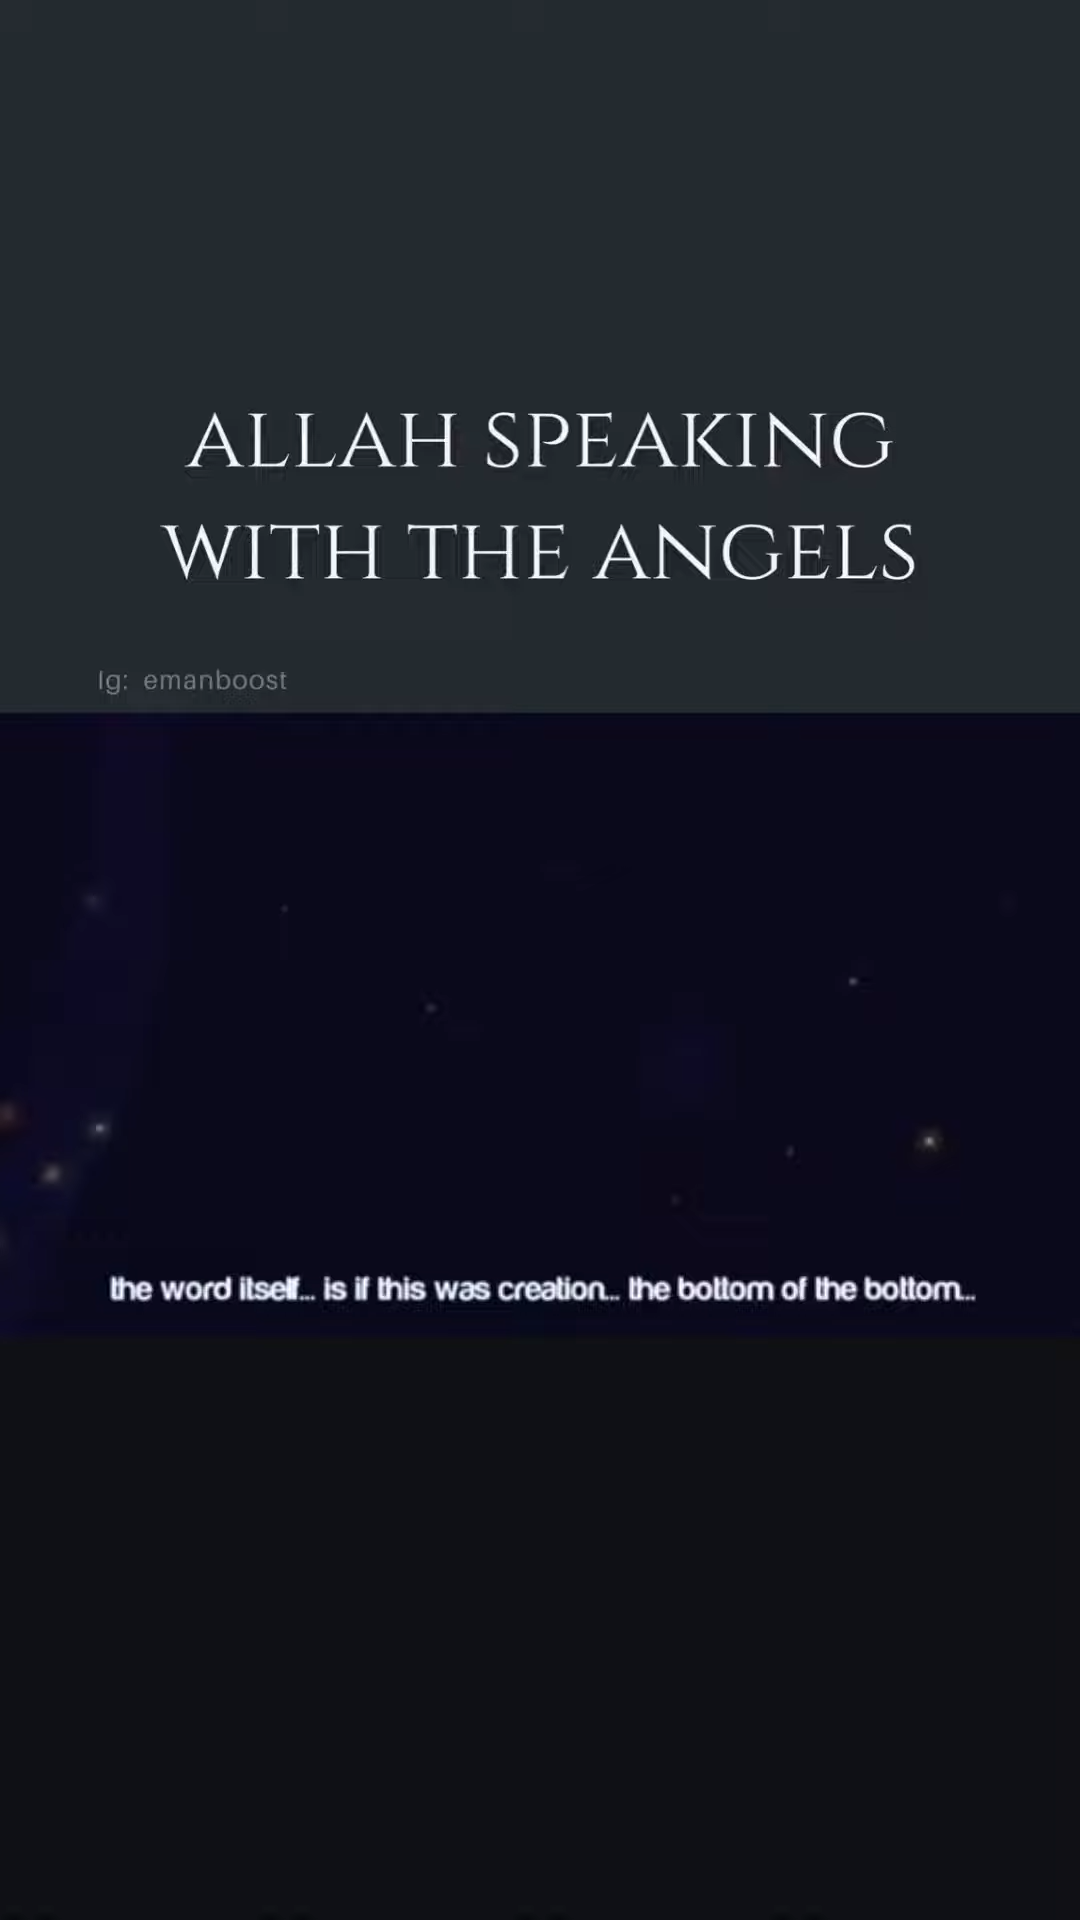 ALLAH SPEAKING
WITH THE ANGELS
Ig: emanboost
the word itself... is if this was creation... the bottom of the bottom...